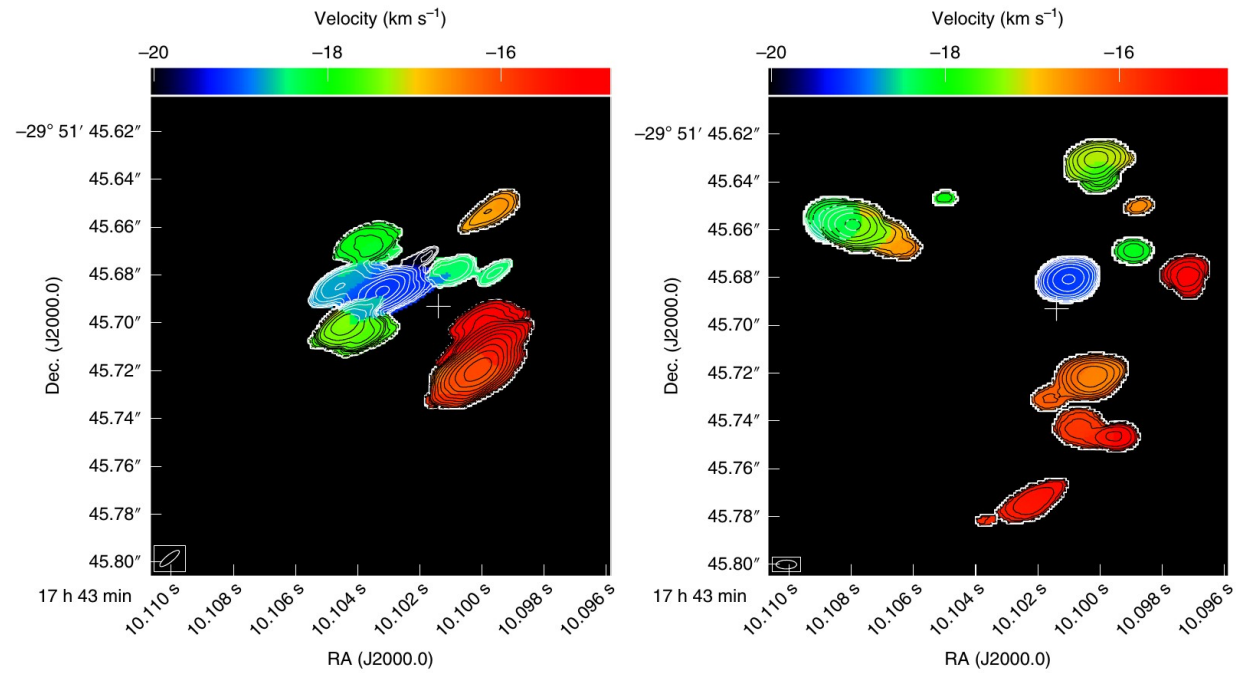 Velocity (km s⁻¹)
−20 −18 −16
−29° 51′ 45.62″
45.64″
45.66″
45.68″
45.70″
45.72″
45.74″
45.76″
45.78″
45.80″
Dec. (J2000.0)
17 h 43 min
10.110 s 10.108 s 10.106 s 10.104 s 10.102 s 10.100 s 10.098 s 10.096 s
RA (J2000.0)
Velocity (km s⁻¹)
−20 −18 −16
−29° 51′ 45.62″
45.64″
45.66″
45.68″
45.70″
45.72″
45.74″
45.76″
45.78″
45.80″
Dec. (J2000.0)
17 h 43 min
10.110 s 10.108 s 10.106 s 10.104 s 10.102 s 10.100 s 10.098 s 10.096 s
RA (J2000.0)